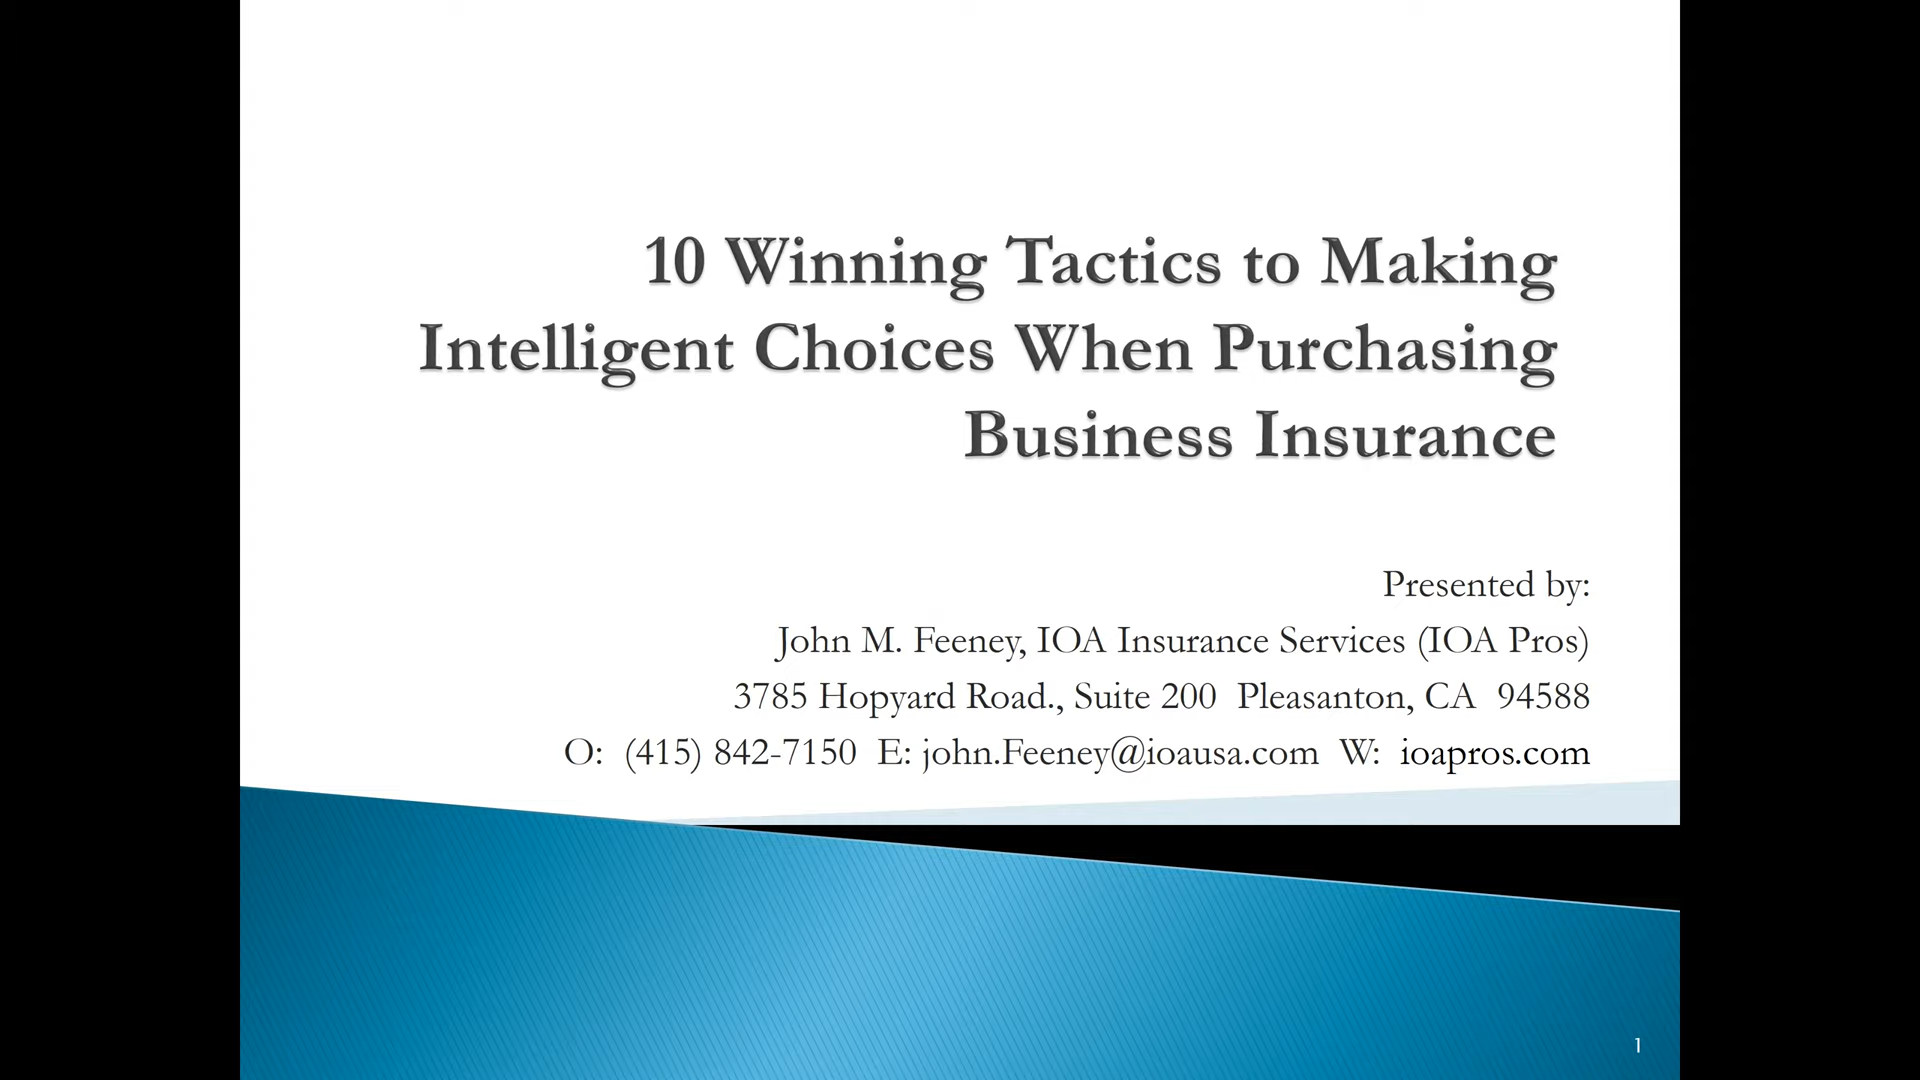 10 Winning Tactics to Making
Intelligent Choices When Purchasing
Business Insurance
Presented by:
John M. Feeney, IOA Insurance Services (IOA Pros)
3785 Hopyard Road., Suite 200  Pleasanton, CA  94588
O:  (415) 842-7150  E: john.Feeney@ioausa.com  W:  ioapros.com
1